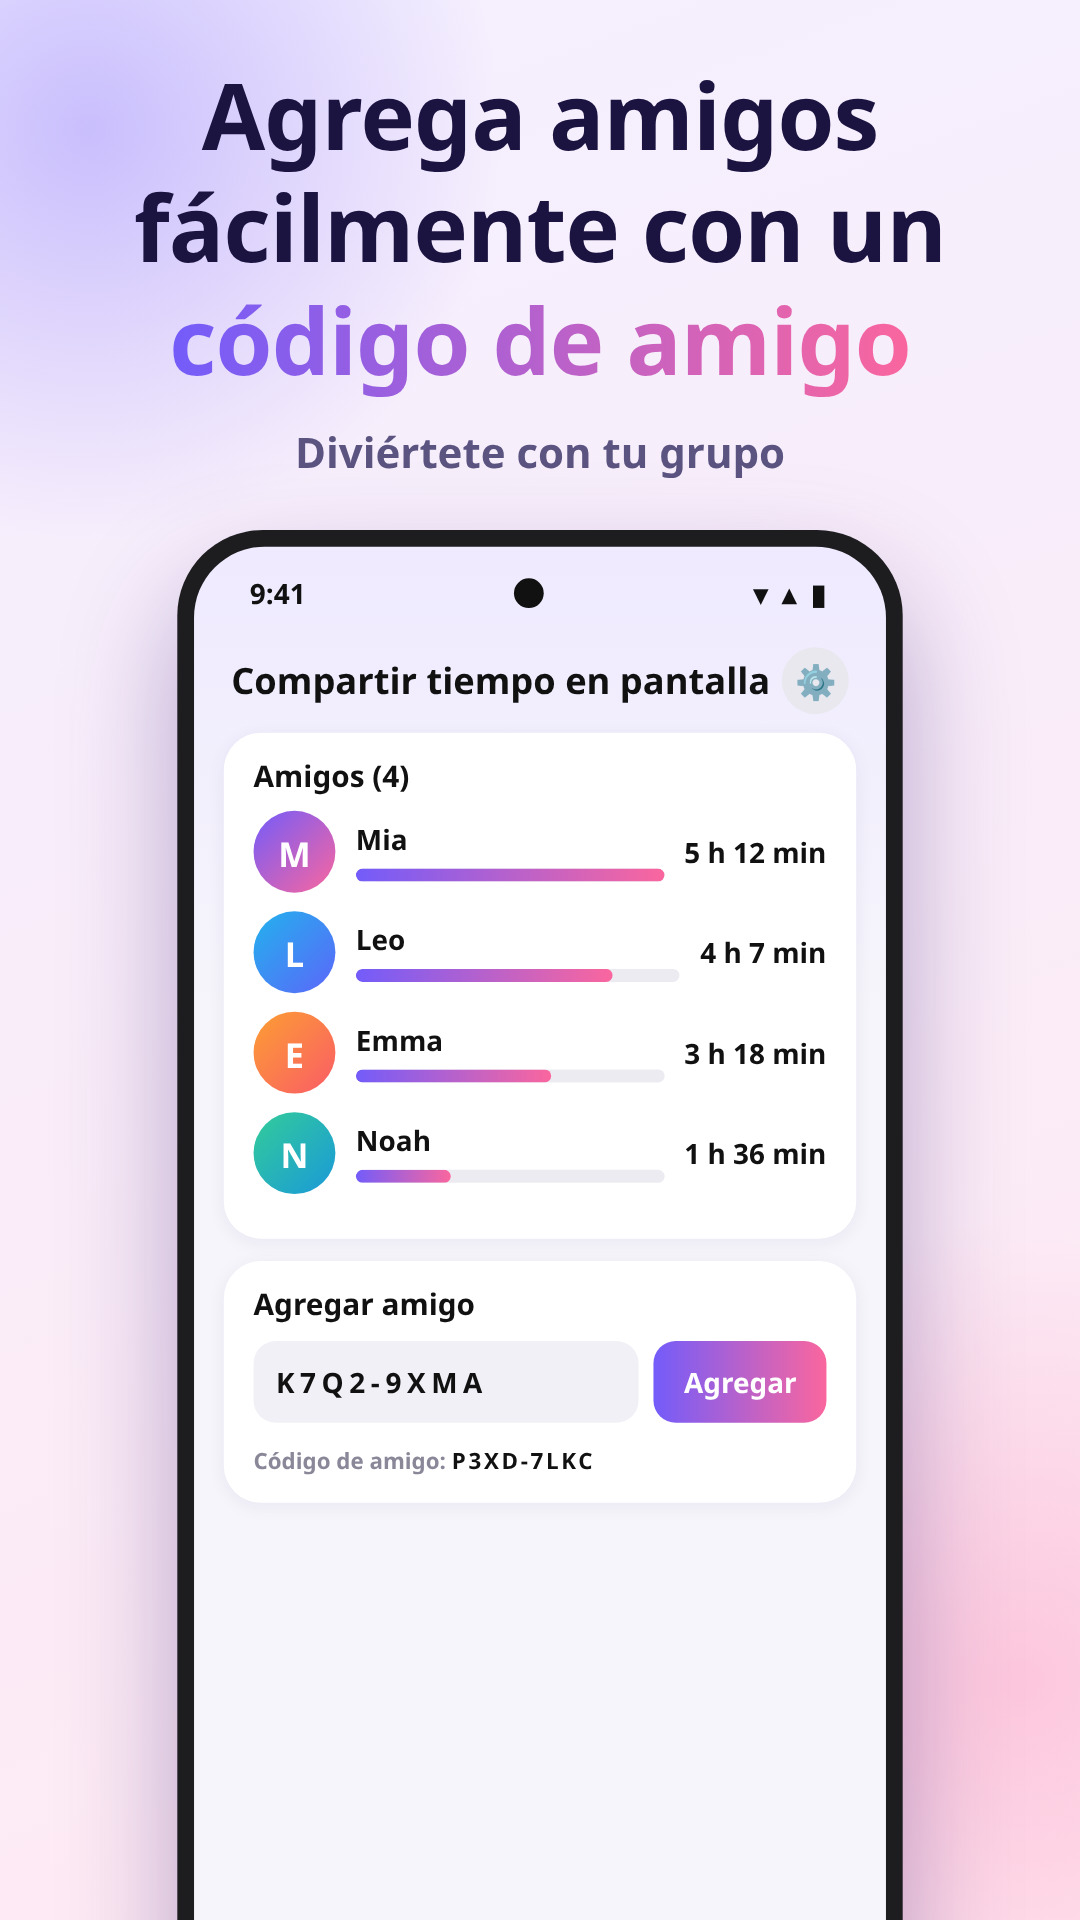 Agrega amigos
fácilmente con un
código de amigo
Diviértete con tu grupo
9:41
Compartir tiempo en pantalla
Amigos (4)
M Mia 5 h 12 min
L Leo 4 h 7 min
E Emma 3 h 18 min
N Noah 1 h 36 min
Agregar amigo
K7Q2-9XMA Agregar
Código de amigo: P3XD-7LKC